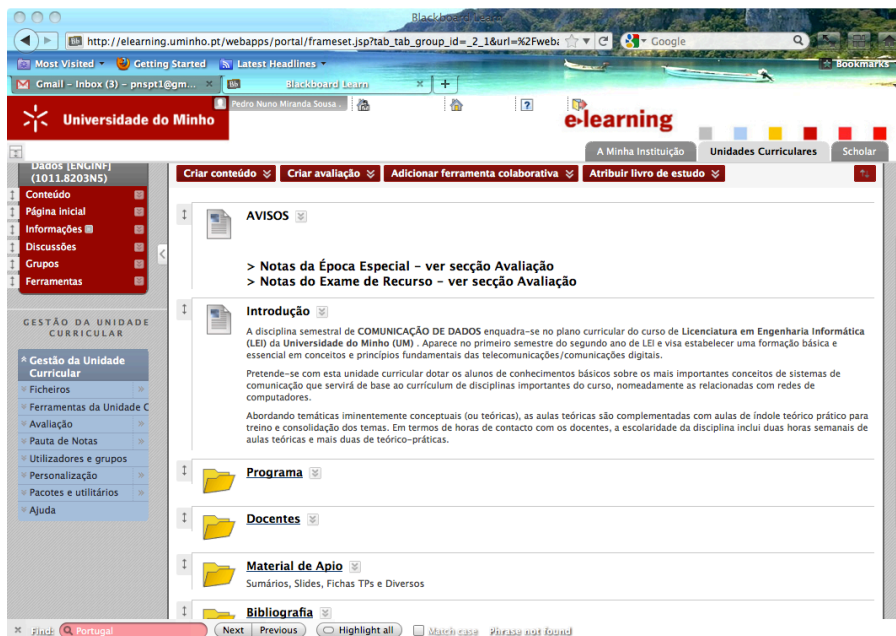 Blackboard Learn
http://elearning.uminho.pt/webapps/portal/frameset.jsp?tab_tab_group_id=_2_1&url=%2Fweba
Google
Most Visited
Getting Started
Latest Headlines
Bookmarks
Gmail – Inbox (3) – pnspt1@gm...
Blackboard Learn
Universidade do Minho
Pedro Nuno Miranda Sousa .
e-learning
A Minha Instituição
Unidades Curriculares
Scholar
Dados [ENGINF]
(1011.8203N5)
Conteúdo
Página inicial
Informações
Discussões
Grupos
Ferramentas
GESTÃO DA UNIDADE
CURRICULAR
Gestão da Unidade
Curricular
Ficheiros
Ferramentas da Unidade C
Avaliação
Pauta de Notas
Utilizadores e grupos
Personalização
Pacotes e utilitários
Ajuda
Criar conteúdo
Criar avaliação
Adicionar ferramenta colaborativa
Atribuir livro de estudo
AVISOS
> Notas da Época Especial – ver secção Avaliação
> Notas do Exame de Recurso – ver secção Avaliação
Introdução
A disciplina semestral de COMUNICAÇÃO DE DADOS enquadra-se no plano curricular do curso de Licenciatura em Engenharia Informática
(LEI) da Universidade do Minho (UM) . Aparece no primeiro semestre do segundo ano de LEI e visa estabelecer uma formação básica e
essencial em conceitos e princípios fundamentais das telecomunicações/comunicações digitais.
Pretende-se com esta unidade curricular dotar os alunos de conhecimentos básicos sobre os mais importantes conceitos de sistemas de
comunicação que servirá de base ao currículum de disciplinas importantes do curso, nomeadamente as relacionadas com redes de
computadores.
Abordando temáticas iminentemente conceptuais (ou teóricas), as aulas teóricas são complementadas com aulas de índole teórico prático para
treino e consolidação dos temas. Em termos de horas de contacto com os docentes, a escolaridade da disciplina inclui duas horas semanais de
aulas teóricas e mais duas de teórico-práticas.
Programa
Docentes
Material de Apio
Sumários, Slides, Fichas TPs e Diversos
Bibliografia
Find:
Portugal
Next
Previous
Highlight all
Match case
Phrase not found